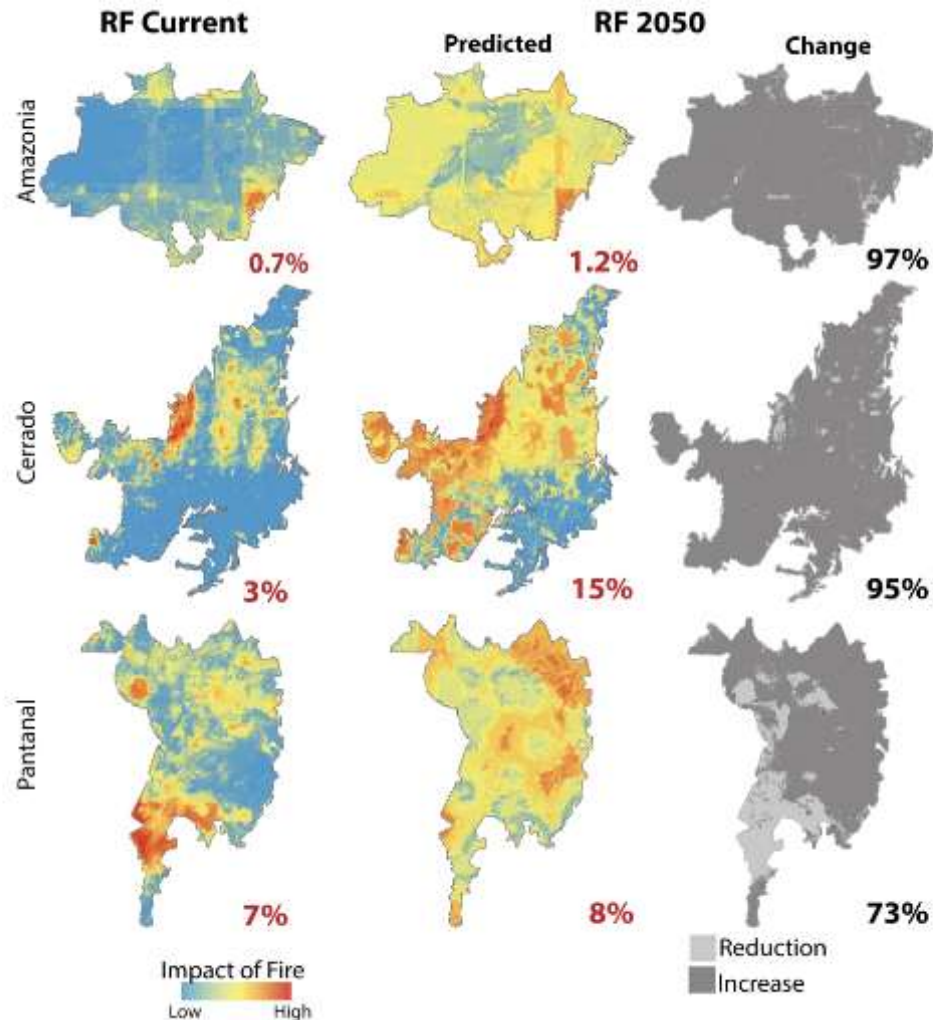 RF Current
RF 2050
Predicted
Change
Amazonia
0.7%
1.2%
97%
Cerrado
3%
15%
95%
Pantanal
7%
8%
73%
Impact of Fire
Low
High
Reduction
Increase